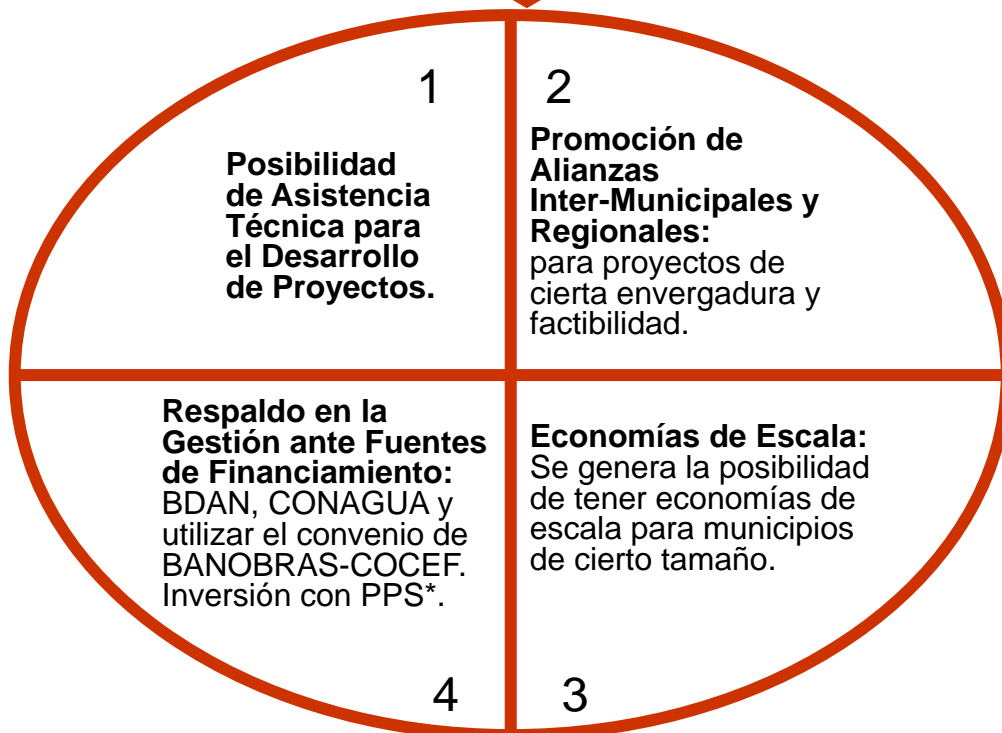 1
Posibilidad
de Asistencia
Técnica para
el Desarrollo
de Proyectos.
2
Promoción de
Alianzas
Inter-Municipales y
Regionales:
para proyectos de
cierta envergadura y
factibilidad.
Respaldo en la
Gestión ante Fuentes
de Financiamiento:
BDAN, CONAGUA y
utilizar el convenio de
BANOBRAS-COCEF.
Inversión con PPS*.
4
Economías de Escala:
Se genera la posibilidad
de tener economías de
escala para municipios
de cierto tamaño.
3